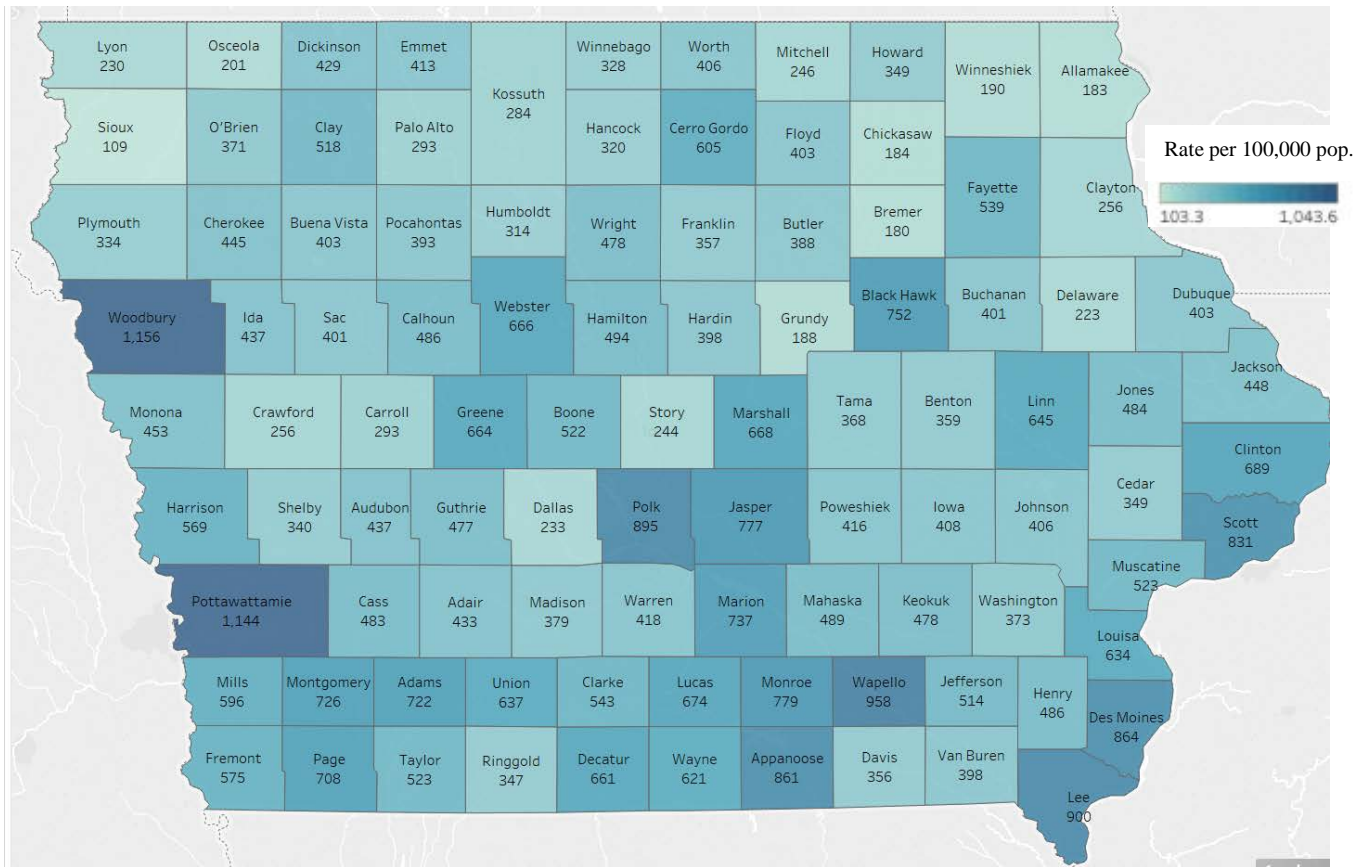 Lyon
230
Osceola
201
Dickinson
429
Emmet
413
Kossuth
284
Winnebago
328
Worth
406
Mitchell
246
Howard
349
Winneshiek
190
Allamakee
183
Sioux
109
O'Brien
371
Clay
518
Palo Alto
293
Hancock
320
Cerro Gordo
605
Floyd
403
Chickasaw
184
Rate per 100,000 pop.
103.3
1,043.6
Plymouth
334
Cherokee
445
Buena Vista
403
Pocahontas
393
Humboldt
314
Wright
478
Franklin
357
Butler
388
Bremer
180
Fayette
539
Clayton
256
Woodbury
1,156
Ida
437
Sac
401
Calhoun
486
Webster
666
Hamilton
494
Hardin
398
Grundy
188
Black Hawk
752
Buchanan
401
Delaware
223
Dubuque
403
Monona
453
Crawford
256
Carroll
293
Greene
664
Boone
522
Story
244
Marshall
668
Tama
368
Benton
359
Linn
645
Jones
484
Jackson
448
Clinton
689
Harrison
569
Shelby
340
Audubon
437
Guthrie
477
Dallas
233
Polk
895
Jasper
777
Poweshiek
416
Iowa
408
Johnson
406
Cedar
349
Scott
831
Muscatine
523
Pottawattamie
1,144
Cass
483
Adair
433
Madison
379
Warren
418
Marion
737
Mahaska
489
Keokuk
478
Washington
373
Louisa
634
Mills
596
Montgomery
726
Adams
722
Union
637
Clarke
543
Lucas
674
Monroe
779
Wapello
958
Jefferson
514
Henry
486
Des Moines
864
Fremont
575
Page
708
Taylor
523
Ringgold
347
Decatur
661
Wayne
621
Appanoose
861
Davis
356
Van Buren
398
Lee
900